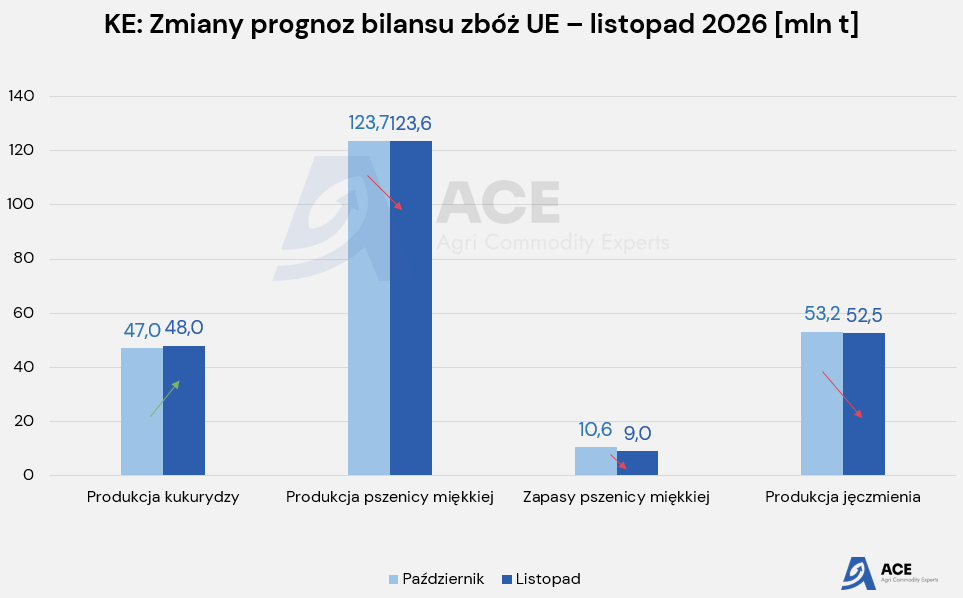 KE: Zmiany prognoz bilansu zbóż UE – listopad 2026 [mln t]
140
120
100
80
60
40
20
0
47,0 48,0
123,7 123,6
10,6 9,0
53,2 52,5
ACE
Agri Commodity Experts
Produkcja kukurydzy
Produkcja pszenicy miękkiej
Zapasy pszenicy miękkiej
Produkcja jęczmienia
Październik
Listopad
ACE
Agri Commodity Experts